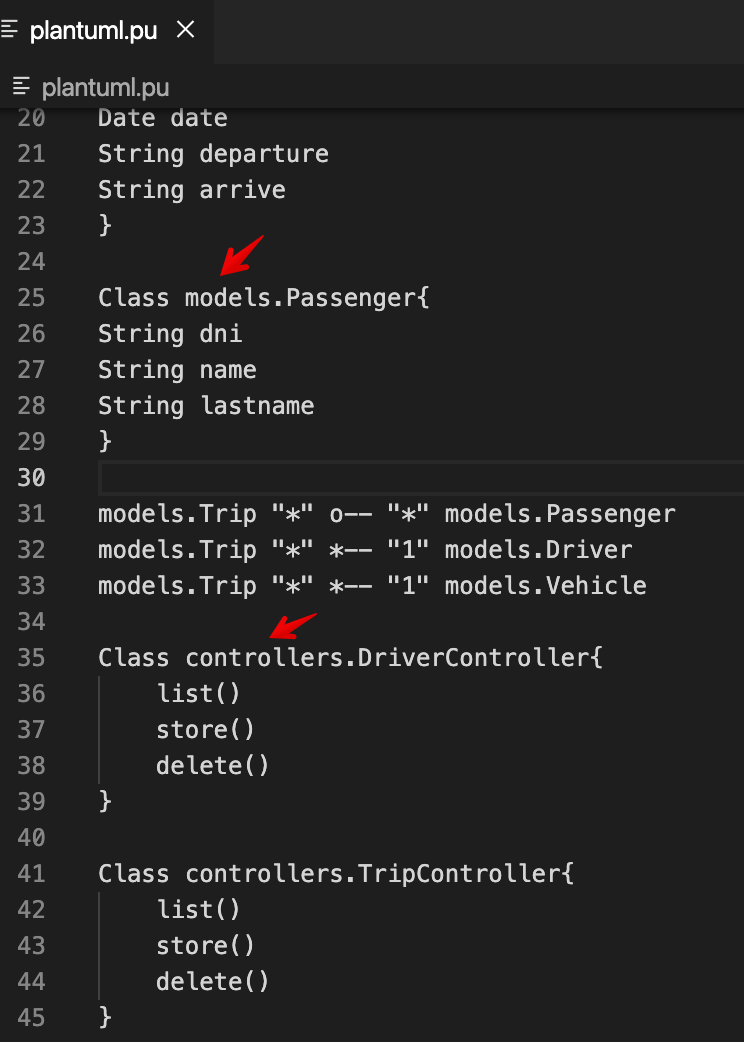 plantuml.pu
plantuml.pu
20 Date date
21 String departure
22 String arrive
23 }
24
25 Class models.Passenger{
26 String dni
27 String name
28 String lastname
29 }
30
31 models.Trip "*" o-- "*" models.Passenger
32 models.Trip "*" *-- "1" models.Driver
33 models.Trip "*" *-- "1" models.Vehicle
34
35 Class controllers.DriverController{
36     list()
37     store()
38     delete()
39 }
40
41 Class controllers.TripController{
42     list()
43     store()
44     delete()
45 }